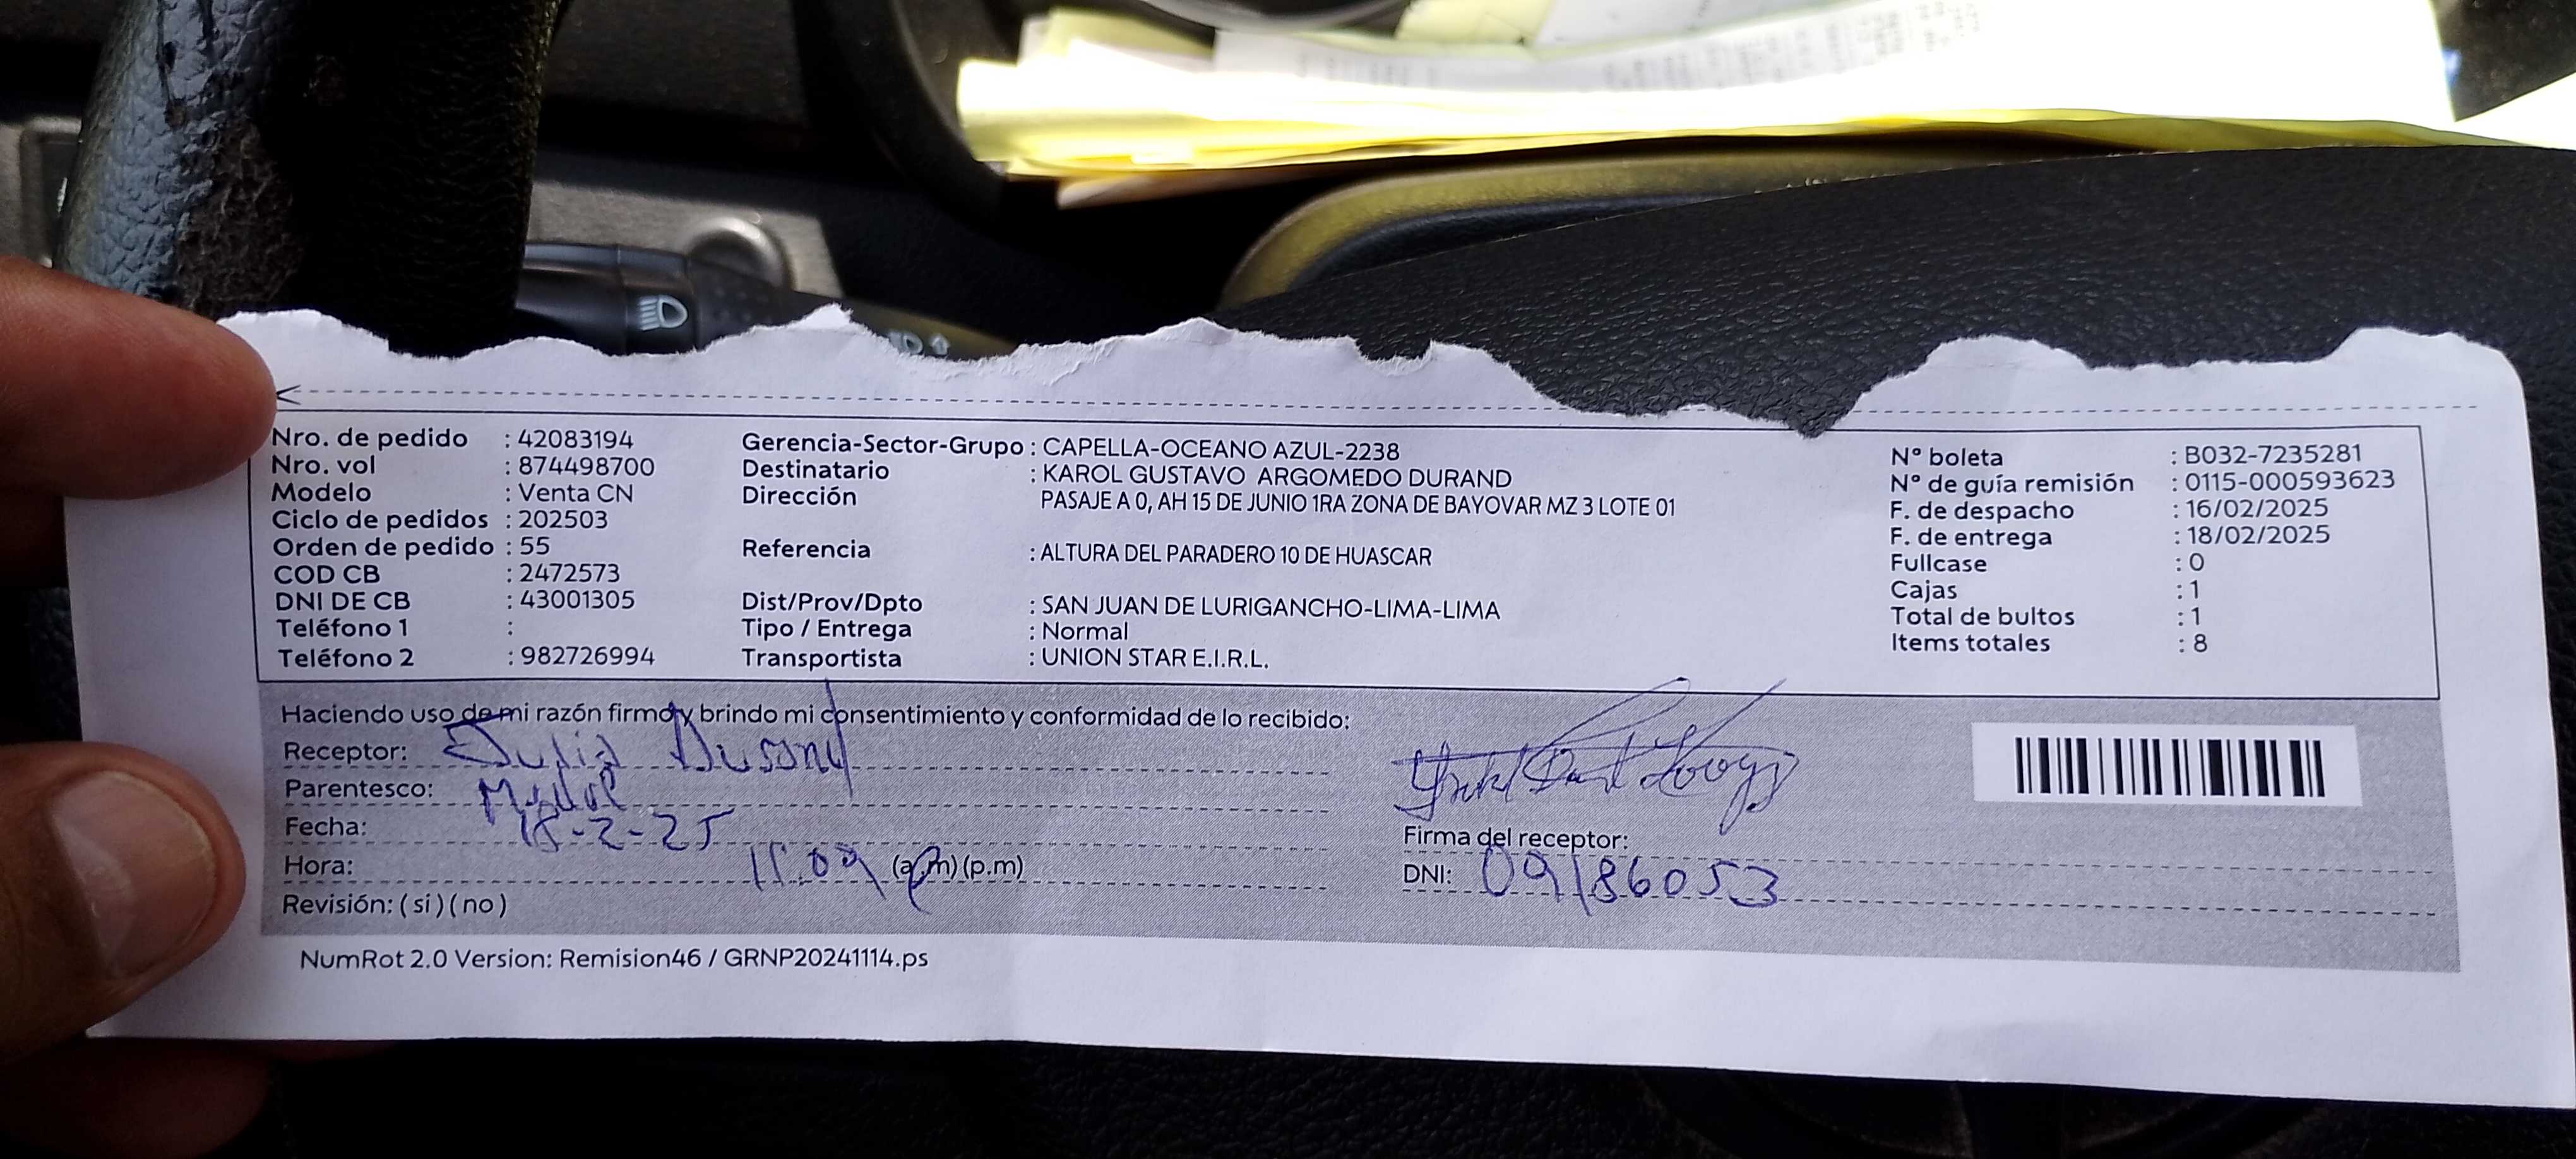 Nro. de pedido : 42083194
Nro. vol : 874498700
Modelo : Venta CN
Ciclo de pedidos : 202503
Orden de pedido : 55
COD CB : 2472573
DNI DE CB : 43001305
Teléfono 1 :
Teléfono 2 : 982726994
Gerencia-Sector-Grupo : CAPELLA-OCEANO AZUL-2238
Destinatario : KAROL GUSTAVO ARGOMEDO DURAND
Dirección PASAJE A 0, AH 15 DE JUNIO 1RA ZONA DE BAYOVAR MZ 3 LOTE 01
Referencia : ALTURA DEL PARADERO 10 DE HUASCAR
Dist/Prov/Dpto : SAN JUAN DE LURIGANCHO-LIMA-LIMA
Tipo / Entrega : Normal
Transportista : UNION STAR E.I.R.L.
N° boleta : B032-7235281
N° de guía remisión : 0115-000593623
F. de despacho : 16/02/2025
F. de entrega : 18/02/2025
Fullcase : 0
Cajas : 1
Total de bultos : 1
Items totales : 8
Haciendo uso de mi razón firmo y brindo mi consentimiento y conformidad de lo recibido:
Receptor: Julia
Parentesco:
Fecha: 18-2-25
Hora: 11:09 (a.m) (p.m)
Revisión: ( sí ) ( no )
Firma del receptor:
DNI: 09186053
NumRot 2.0 Version: Remision46 / GRNP20241114.ps